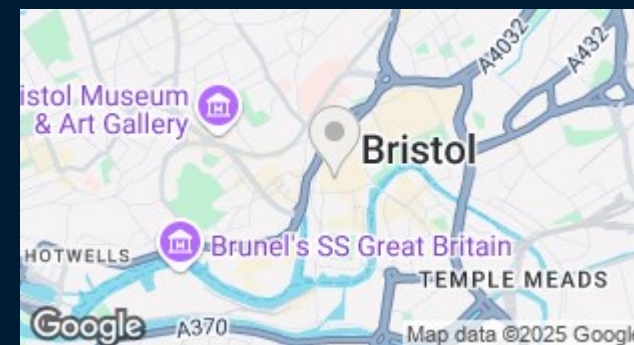 A4032
A432
istol Museum
& Art Gallery
Bristol
HOTWELLS
Brunel's SS Great Britain
TEMPLE MEADS
Google
A370
Map data ©2025 Google